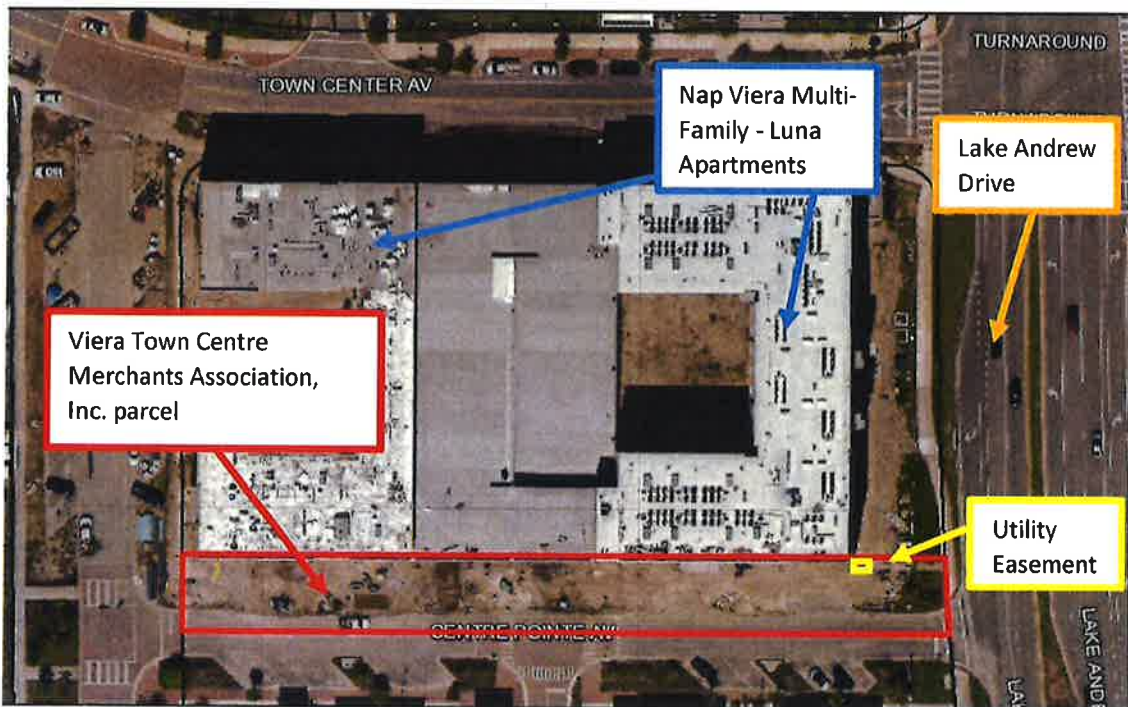 TURNAROUND
TOWN CENTER AV
Nap Viera Multi-
Family - Luna
Apartments
Lake Andrew
Drive
Viera Town Centre
Merchants Association,
Inc. parcel
Utility
Easement
CENTRE POINTE AV
LAKE AND